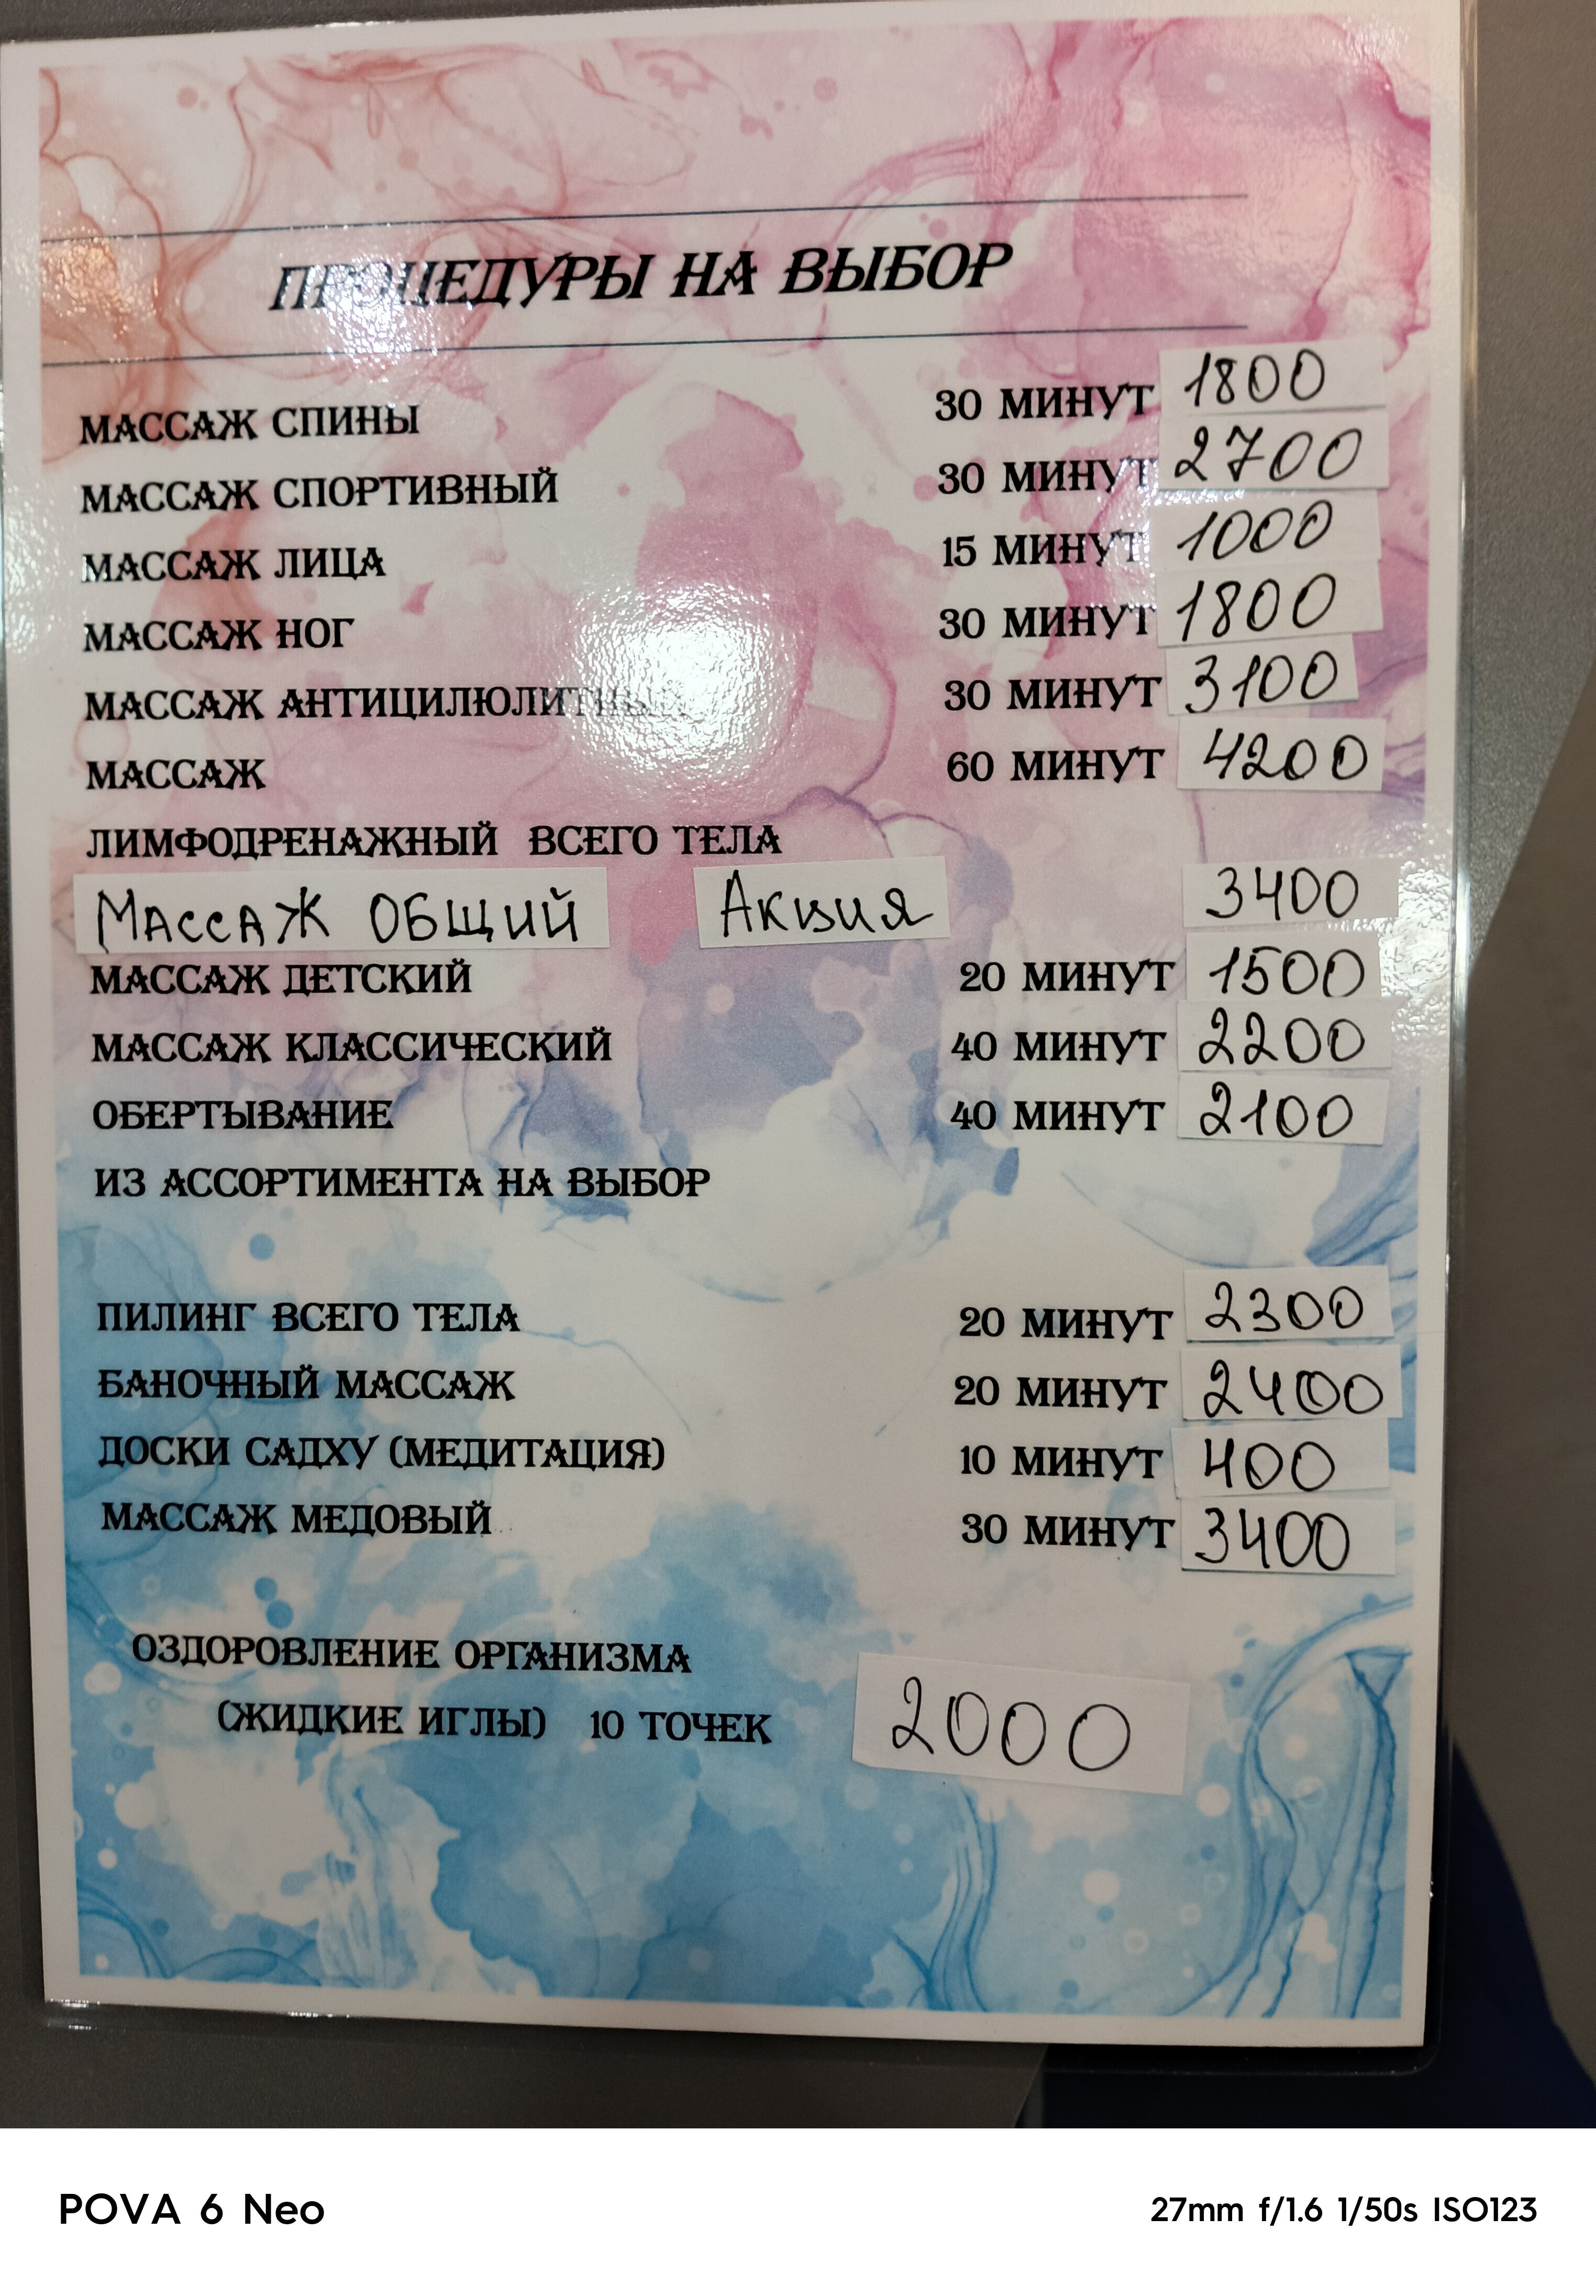 ПРОЦЕДУРЫ НА ВЫБОР
МАССАЖ СПИНЫ 30 МИНУТ 1800
МАССАЖ СПОРТИВНЫЙ 30 МИНУТ 2700
МАССАЖ ЛИЦА 15 МИНУТ 1000
МАССАЖ НОГ 30 МИНУТ 1800
МАССАЖ АНТИЦИЛЮЛИТНЫЙ 30 МИНУТ 3100
МАССАЖ 60 МИНУТ 4200
ЛИМФОДРЕНАЖНЫЙ ВСЕГО ТЕЛА
МАССАЖ ОБЩИЙ Акция 3400
МАССАЖ ДЕТСКИЙ 20 МИНУТ 1500
МАССАЖ КЛАССИЧЕСКИЙ 40 МИНУТ 2200
ОБЕРТЫВАНИЕ 40 МИНУТ 2100
ИЗ АССОРТИМЕНТА НА ВЫБОР
ПИЛИНГ ВСЕГО ТЕЛА 20 МИНУТ 2300
БАНОЧНЫЙ МАССАЖ 20 МИНУТ 2400
ДОСКИ САДХУ (МЕДИТАЦИЯ) 10 МИНУТ 400
МАССАЖ МЕДОВЫЙ 30 МИНУТ 3400
ОЗДОРОВЛЕНИЕ ОРГАНИЗМА
(ЖИДКИЕ ИГЛЫ) 10 ТОЧЕК 2000
POVA 6 Neo 27mm f/1.6 1/50s ISO123